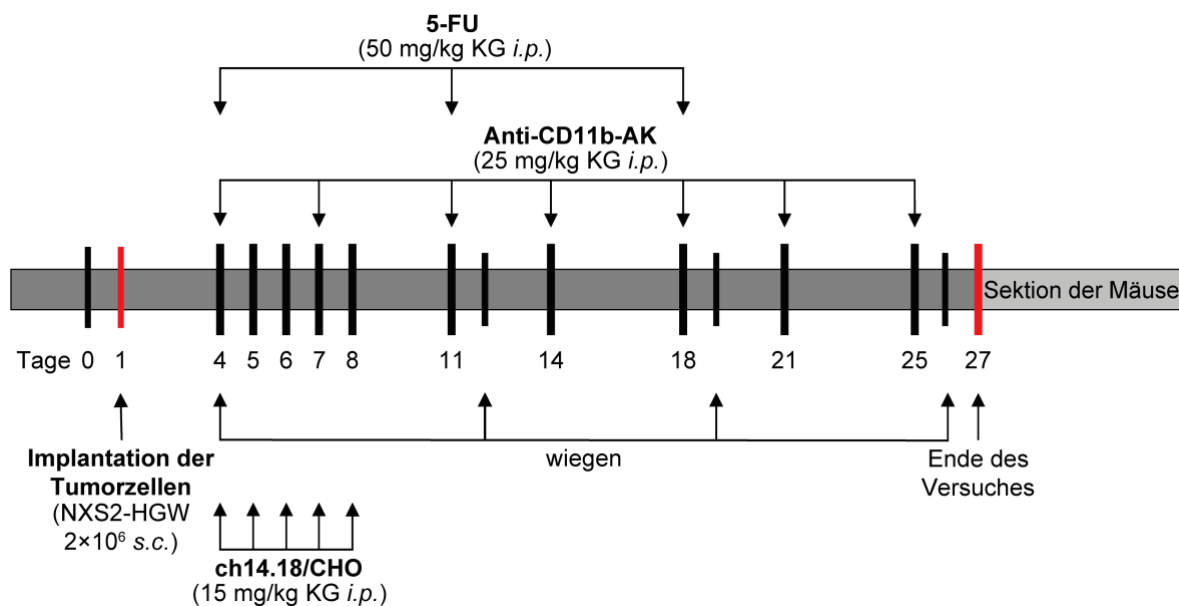 5-FU
(50 mg/kg KG i.p.)
Anti-CD11b-AK
(25 mg/kg KG i.p.)
Sektion der Mäuse
Tage 0 1 4 5 6 7 8 11 14 18 21 25 27
Implantation der
Tumorzellen
(NXS2-HGW
2×10⁶ s.c.)
wiegen
Ende des
Versuches
ch14.18/CHO
(15 mg/kg KG i.p.)